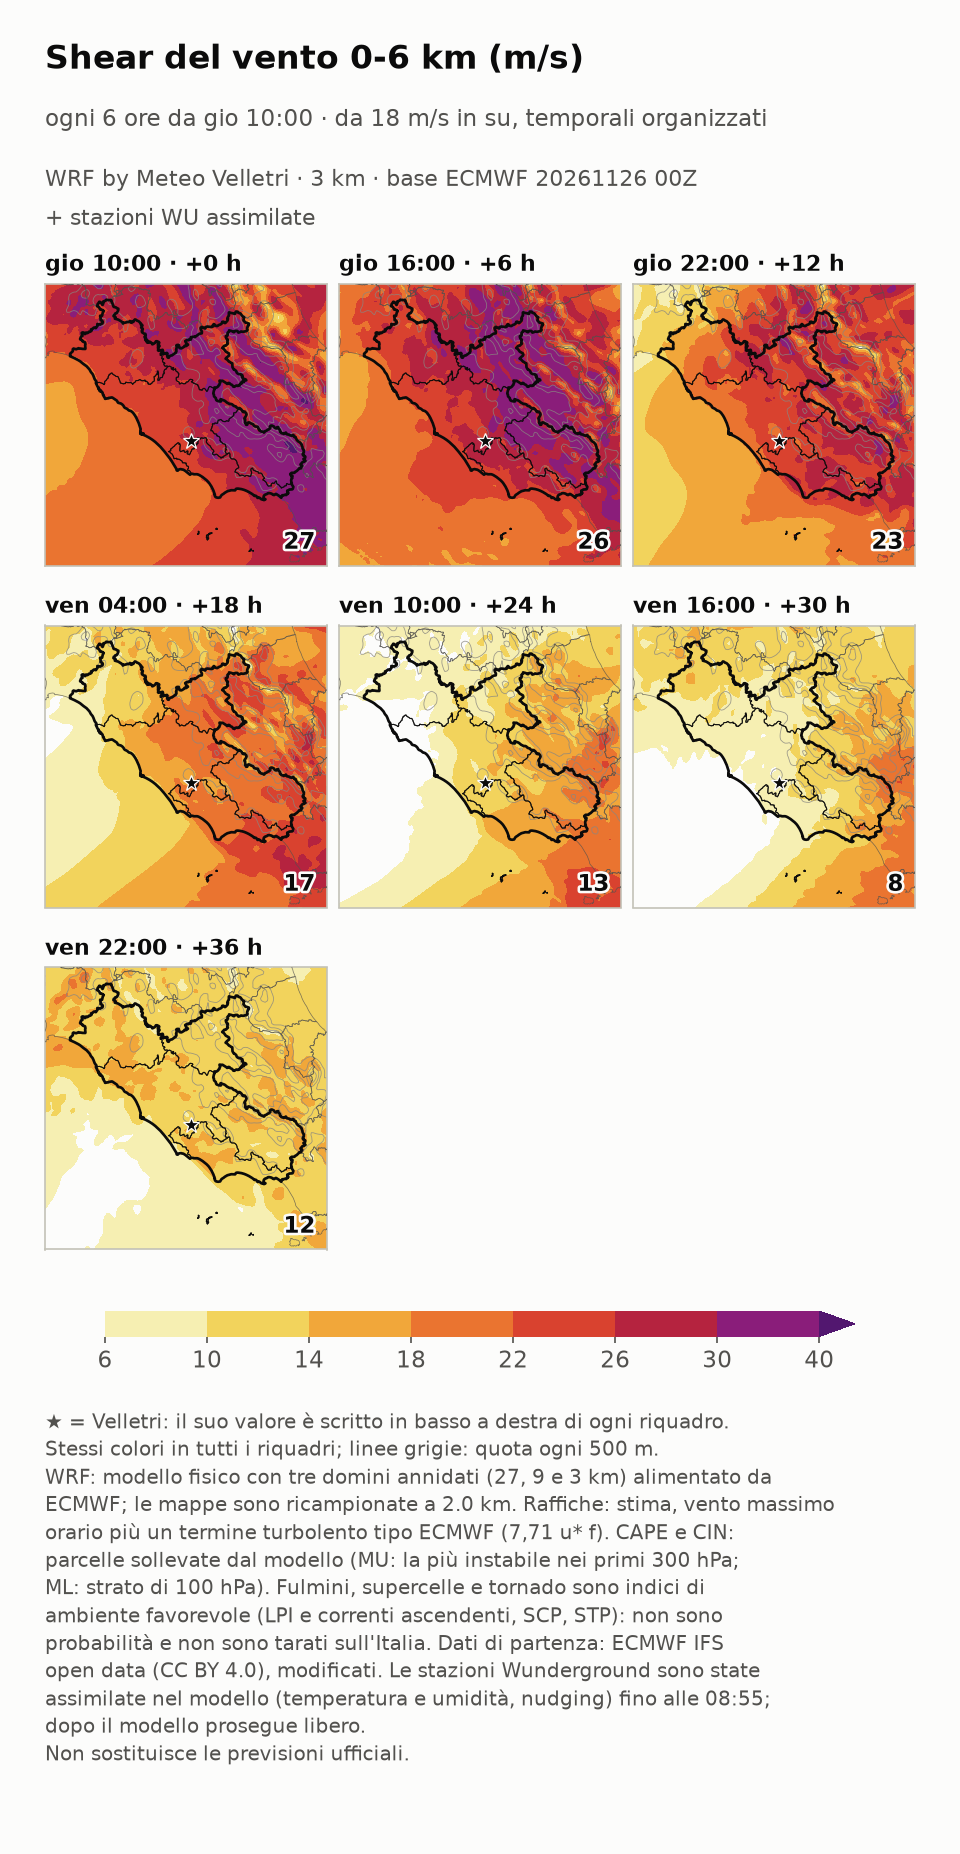 Shear del vento 0-6 km (m/s)
ogni 6 ore da gio 10:00 · da 18 m/s in su, temporali organizzati
WRF by Meteo Velletri · 3 km · base ECMWF 20261126 00Z
+ stazioni WU assimilate
gio 10:00 · +0 h
gio 16:00 · +6 h
gio 22:00 · +12 h
27
26
23
ven 04:00 · +18 h
ven 10:00 · +24 h
ven 16:00 · +30 h
17
13
8
ven 22:00 · +36 h
12
6 10 14 18 22 26 30 40
★ = Velletri: il suo valore è scritto in basso a destra di ogni riquadro.
Stessi colori in tutti i riquadri; linee grigie: quota ogni 500 m.
WRF: modello fisico con tre domini annidati (27, 9 e 3 km) alimentato da
ECMWF; le mappe sono ricampionate a 2.0 km. Raffiche: stima, vento massimo
orario più un termine turbolento tipo ECMWF (7,71 u* f). CAPE e CIN:
parcelle sollevate dal modello (MU: la più instabile nei primi 300 hPa;
ML: strato di 100 hPa). Fulmini, supercelle e tornado sono indici di
ambiente favorevole (LPI e correnti ascendenti, SCP, STP): non sono
probabilità e non sono tarati sull'Italia. Dati di partenza: ECMWF IFS
open data (CC BY 4.0), modificati. Le stazioni Wunderground sono state
assimilate nel modello (temperatura e umidità, nudging) fino alle 08:55;
dopo il modello prosegue libero.
Non sostituisce le previsioni ufficiali.